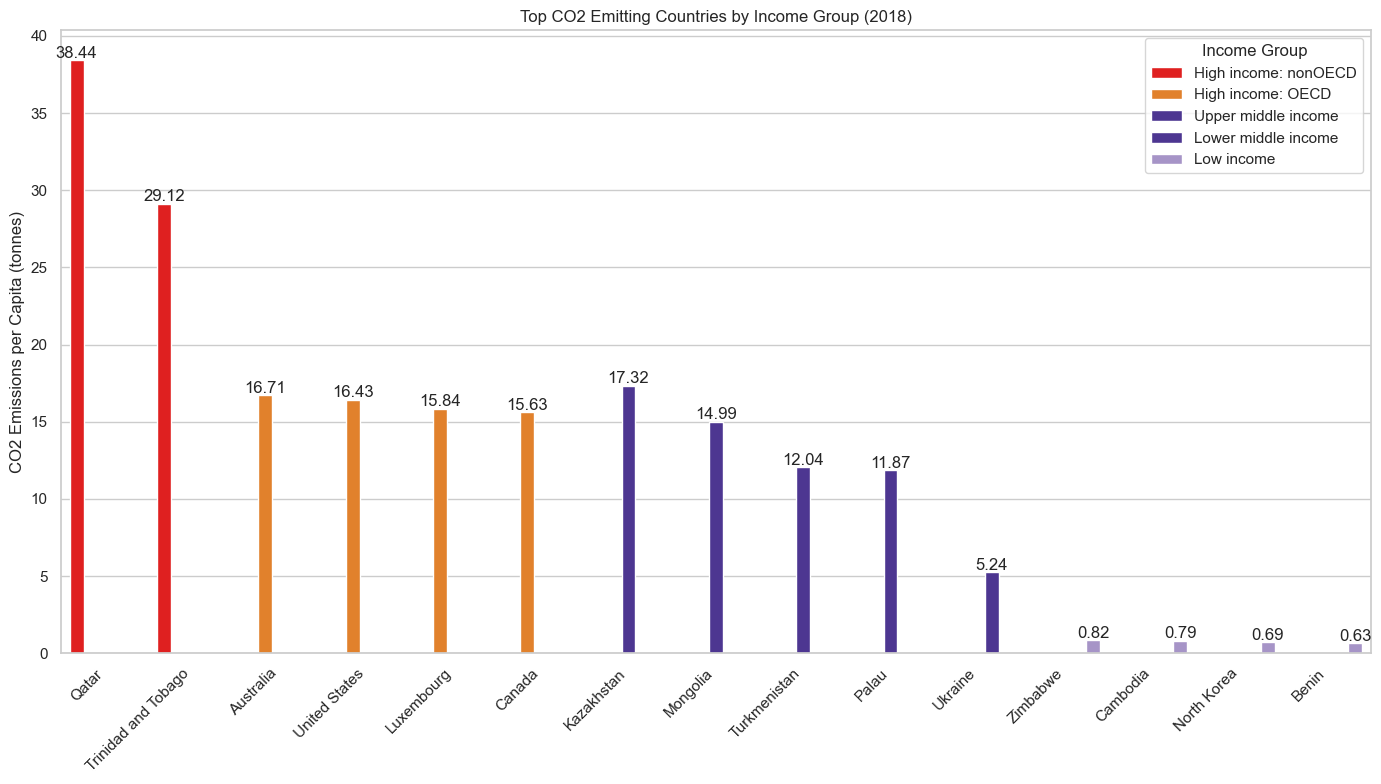 Top CO2 Emitting Countries by Income Group (2018)
CO2 Emissions per Capita (tonnes)
40
35
30
25
20
15
10
5
0
Income Group
High income: nonOECD
High income: OECD
Upper middle income
Lower middle income
Low income
38.44
29.12
16.71
16.43
15.84
15.63
17.32
14.99
12.04
11.87
5.24
0.82
0.79
0.69
0.63
Qatar
Trinidad and Tobago
Australia
United States
Luxembourg
Canada
Kazakhstan
Mongolia
Turkmenistan
Palau
Ukraine
Zimbabwe
Cambodia
North Korea
Benin